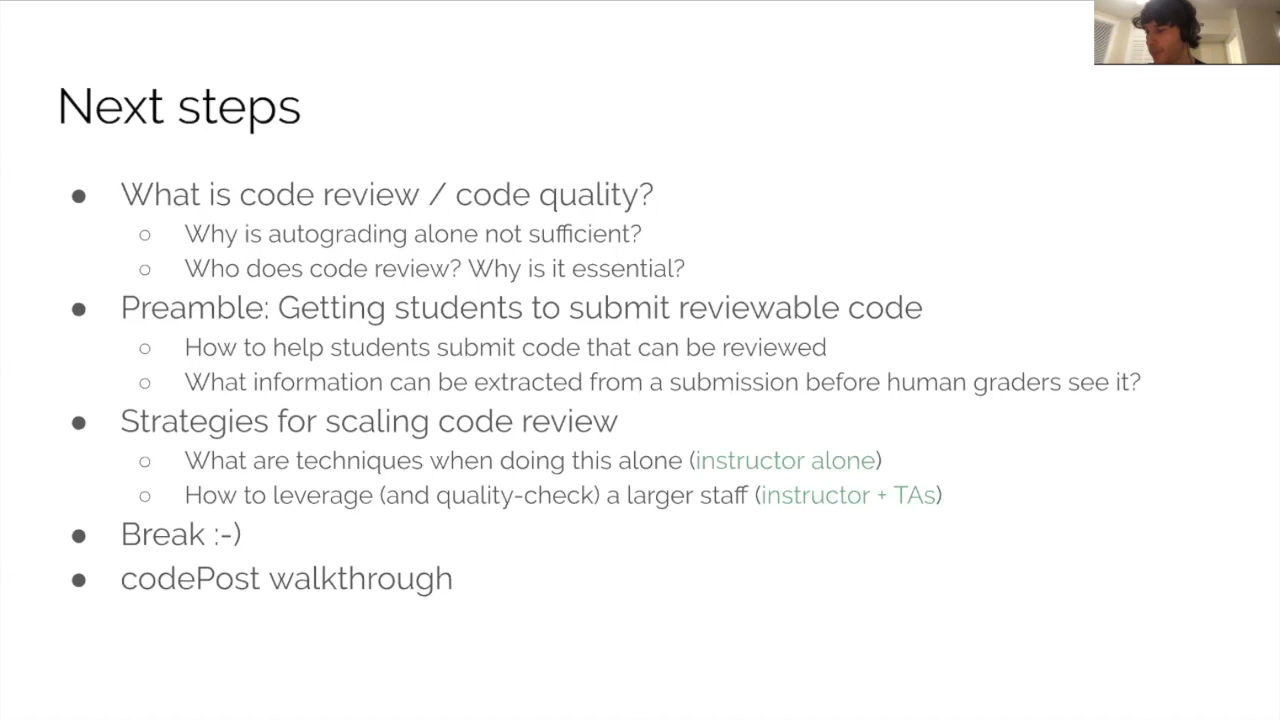 Next steps
● What is code review / code quality?
○ Why is autograding alone not sufficient?
○ Who does code review? Why is it essential?
● Preamble: Getting students to submit reviewable code
○ How to help students submit code that can be reviewed
○ What information can be extracted from a submission before human graders see it?
● Strategies for scaling code review
○ What are techniques when doing this alone (instructor alone)
○ How to leverage (and quality-check) a larger staff (instructor + TAs)
● Break :-)
● codePost walkthrough